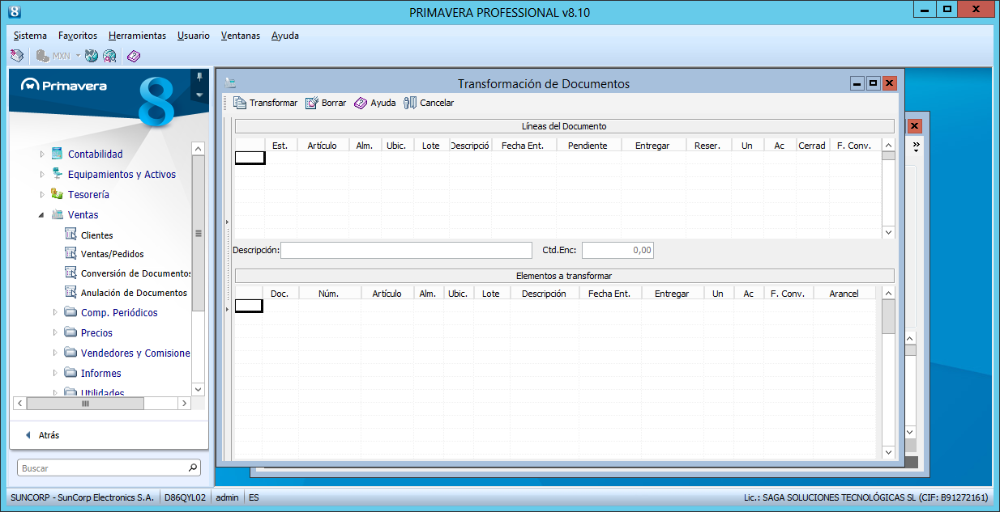 8 PRIMAVERA PROFESSIONAL v8.10
Sistema Favoritos Herramientas Usuario Ventanas Ayuda
MXN
Primavera 8
Contabilidad
Equipamientos y Activos
Tesorería
Ventas
Clientes
Ventas/Pedidos
Conversión de Documentos
Anulación de Documentos
Comp. Periódicos
Precios
Vendedores y Comisione
Informes
Utilidades
Atrás
Buscar
Transformación de Documentos
Transformar Borrar Ayuda Cancelar
Líneas del Documento
Est. Artículo Alm. Ubic. Lote Descripció Fecha Ent. Pendiente Entregar Reser. Un Ac Cerrad F. Conv.
Descripción: Ctd.Enc: 0,00
Elementos a transformar
Doc. Núm. Artículo Alm. Ubic. Lote Descripción Fecha Ent. Entregar Un Ac F. Conv. Arancel
SUNCORP - SunCorp Electronics S.A. D86QYL02 admin ES Lic.: SAGA SOLUCIONES TECNOLÓGICAS SL (CIF: B91272161)